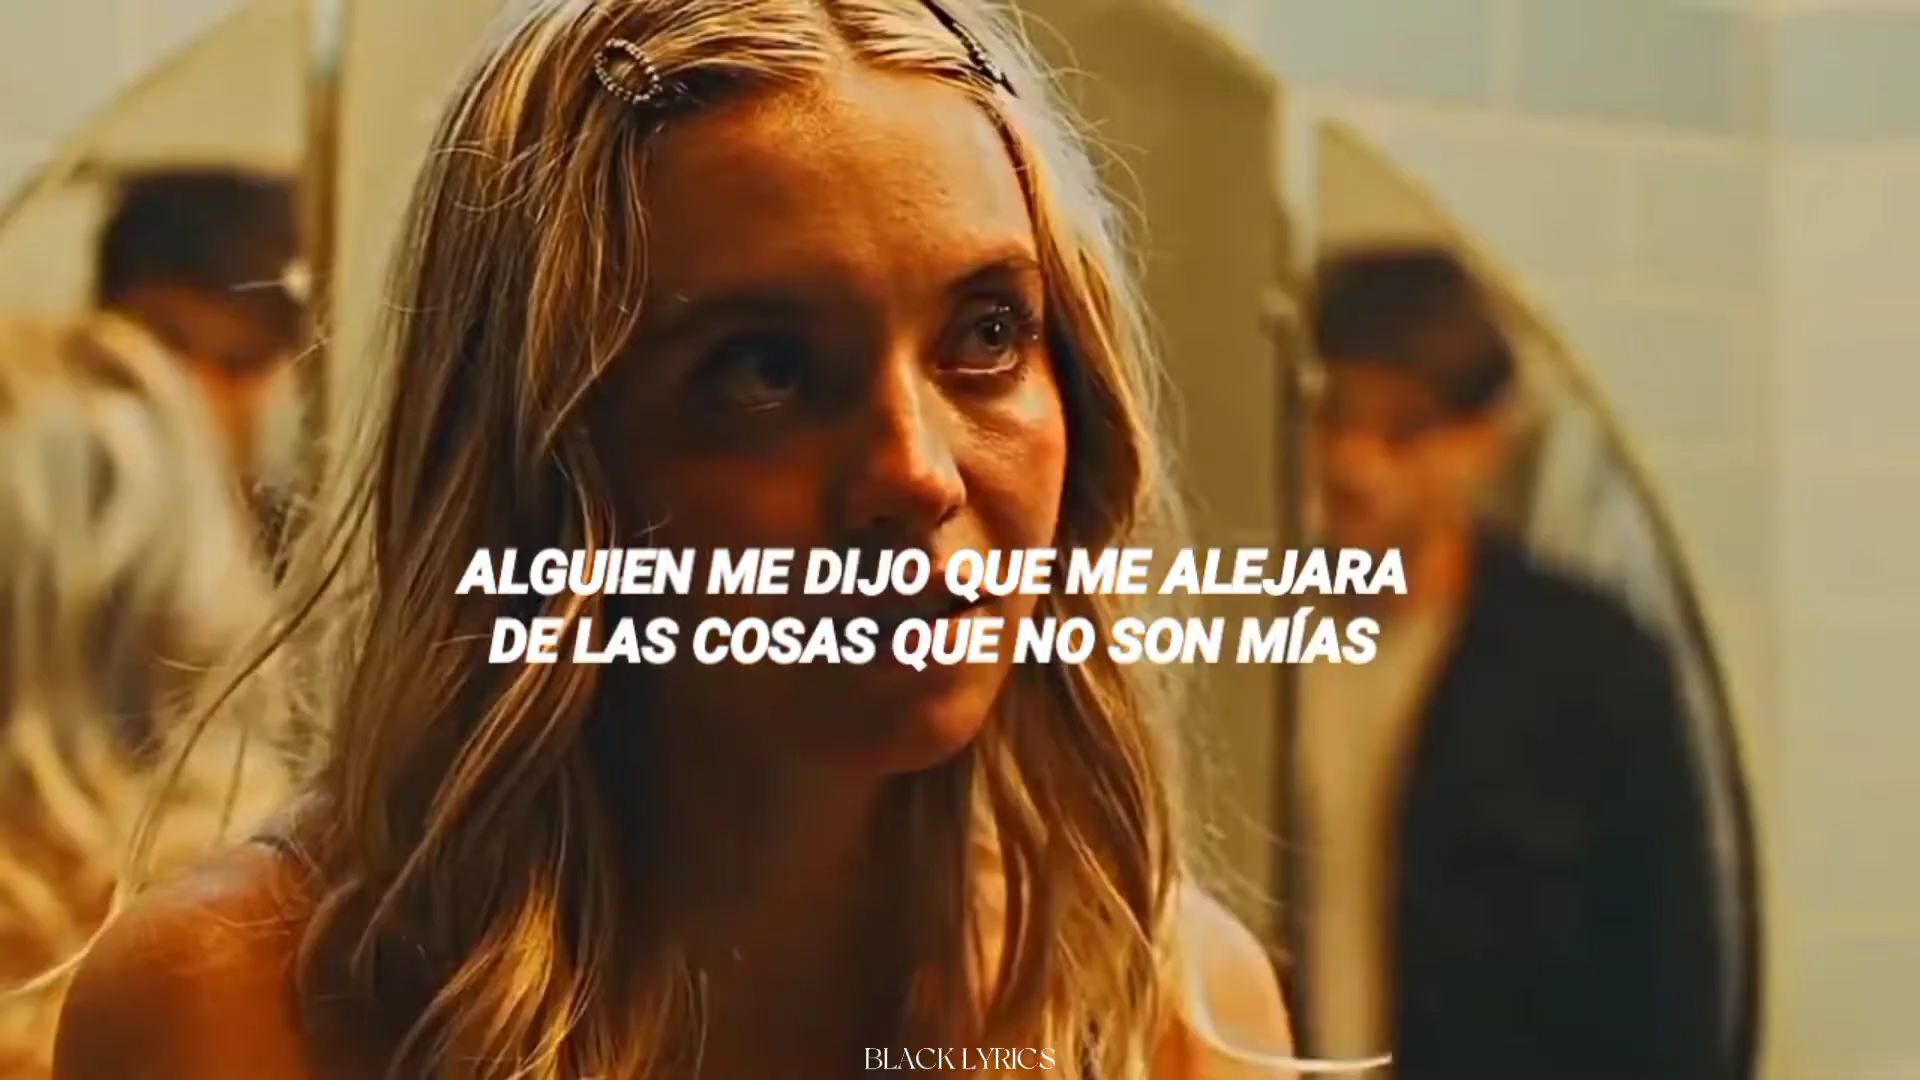 ALGUIEN ME DIJO QUE ME ALEJARA
DE LAS COSAS QUE NO SON MÍAS
BLACK LYRICS